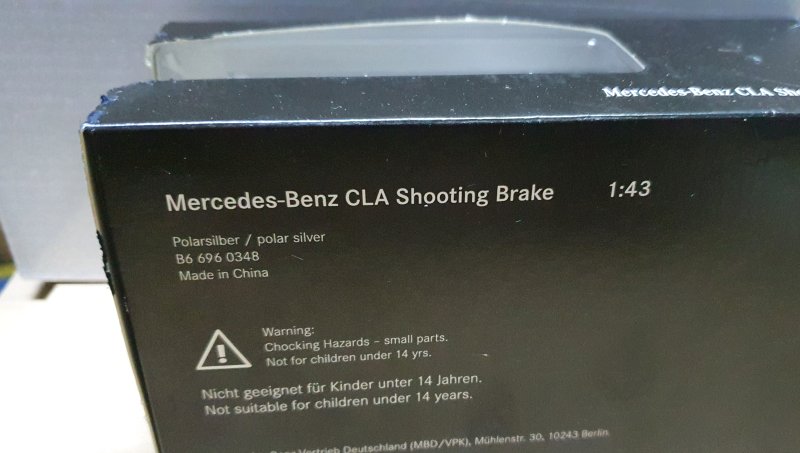 Mercedes-Benz CLA
Mercedes-Benz CLA Shooting Brake 1:43
Polarsilber / polar silver
B6 696 0348
Made in China
Warning:
Chocking Hazards - small parts.
Not for children under 14 yrs.
Nicht geeignet für Kinder unter 14 Jahren.
Not suitable for children under 14 years.
Vertrieb Deutschland (MBD/VPK), Mühlenstr. 30, 10243 Berlin